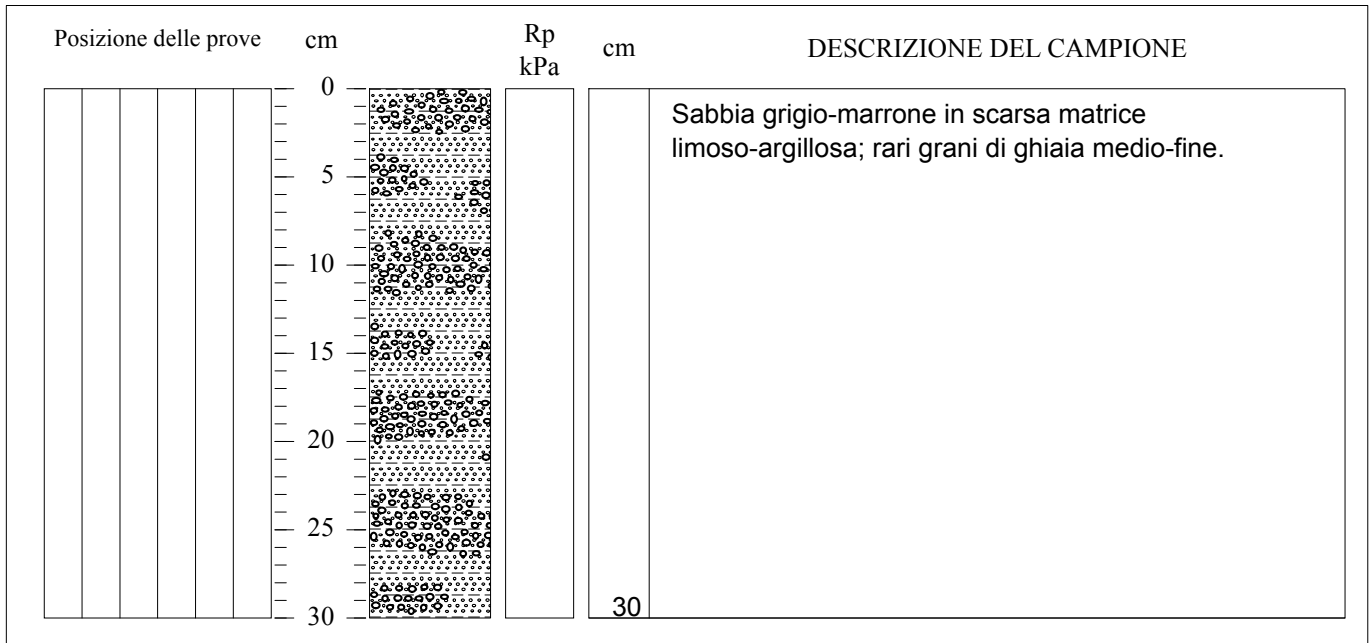 Posizione delle prove
cm
Rp
kPa
cm
DESCRIZIONE DEL CAMPIONE
0
5
10
15
20
25
30
Sabbia grigio-marrone in scarsa matrice
limoso-argillosa; rari grani di ghiaia medio-fine.
30